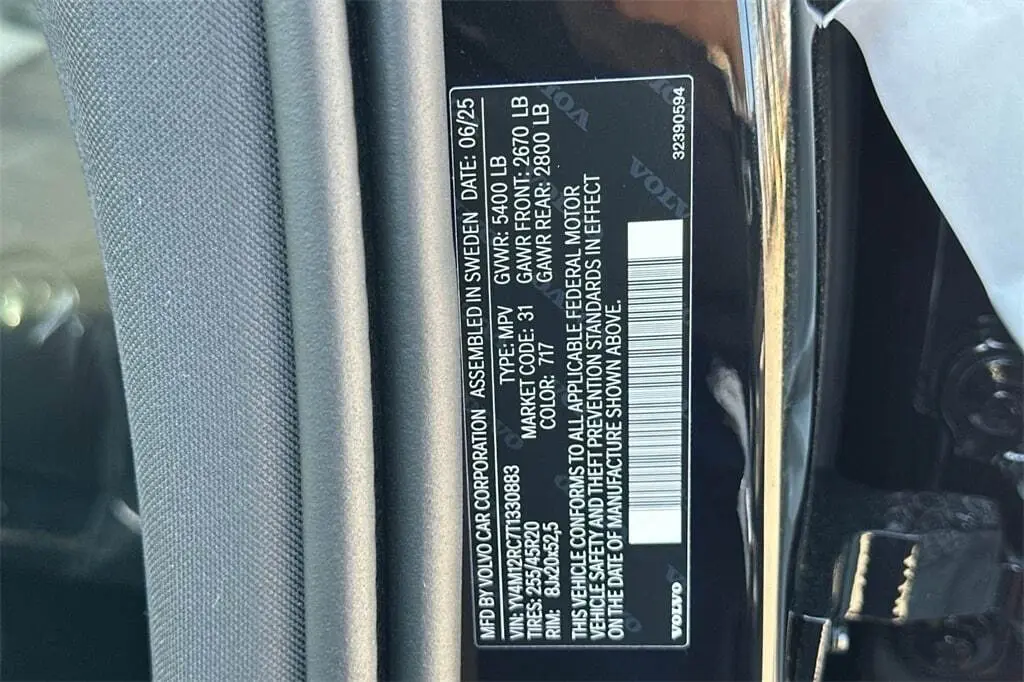 MFD BY VOLVO CAR CORPORATION ASSEMBLED IN SWEDEN DATE: 06/25
VIN: YV4M12RC7T1330883 TYPE: MPV GVWR: 5400 LB
TIRES: 255/45R20 MARKET CODE: 31 GAWR FRONT: 2670 LB
RIM: 8Jx20x52,5 COLOR: 717 GAWR REAR: 2800 LB
THIS VEHICLE CONFORMS TO ALL APPLICABLE FEDERAL MOTOR
VEHICLE SAFETY AND THEFT PREVENTION STANDARDS IN EFFECT
ON THE DATE OF MANUFACTURE SHOWN ABOVE.
VOLVO 32390594